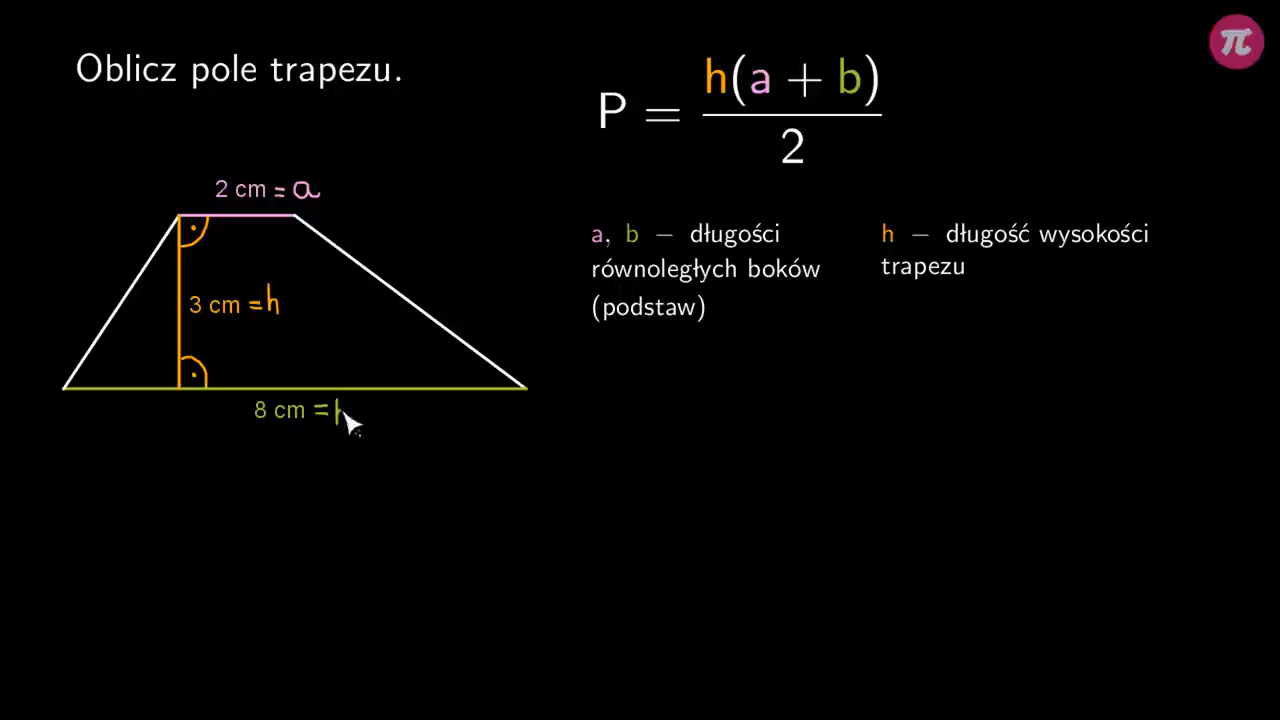 Oblicz pole trapezu.
P = h(a + b) / 2
2 cm = a
3 cm = h
8 cm =
a, b – długości
równoległych boków
(podstaw)
h – długość wysokości
trapezu
π